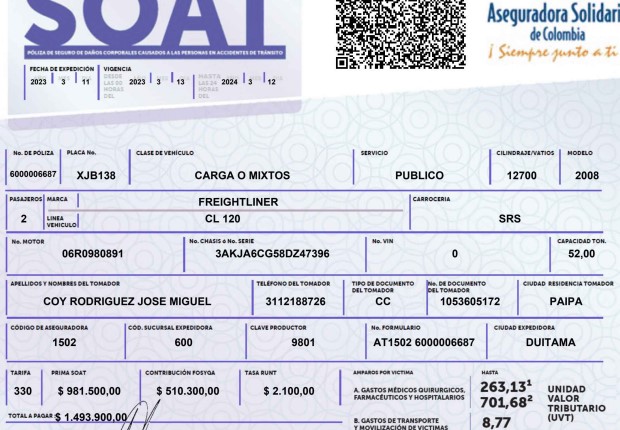 SOAT
Aseguradora Solidari
de Colombia
¡ Siempre junto a ti
PÓLIZA DE SEGURO DE DAÑOS CORPORALES CAUSADOS A LAS PERSONAS EN ACCIDENTES DE TRÁNSITO
FECHA DE EXPEDICIÓN VIGENCIA
2023 3 11 DESDE LAS 00 HORAS DEL 2023 3 13 HASTA LAS 24 HORAS DEL 2024 3 12
No. DE PÓLIZA PLACA No. CLASE DE VEHÍCULO SERVICIO CILINDRAJE/VATIOS MODELO
6000006687 XJB138 CARGA O MIXTOS PUBLICO 12700 2008
PASAJEROS MARCA FREIGHTLINER CARROCERIA
2 LINEA VEHICULO CL 120 SRS
No. MOTOR No. CHASIS ó No. SERIE No. VIN CAPACIDAD TON.
06R0980891 3AKJA6CG58DZ47396 0 52,00
APELLIDOS Y NOMBRES DEL TOMADOR TELÉFONO DEL TOMADOR TIPO DE DOCUMENTO DEL TOMADOR No. DE DOCUMENTO DEL TOMADOR CIUDAD RESIDENCIA TOMADOR
COY RODRIGUEZ JOSE MIGUEL 3112188726 CC 1053605172 PAIPA
CÓDIGO DE ASEGURADORA CÓD. SUCURSAL EXPEDIDORA CLAVE PRODUCTOR No. FORMULARIO CIUDAD EXPEDIDORA
1502 600 9801 AT1502 6000006687 DUITAMA
TARIFA PRIMA SOAT CONTRIBUCIÓN FOSYGA TASA RUNT AMPAROS POR VICTIMA HASTA
330 $ 981.500,00 $ 510.300,00 $ 2.100,00
A. GASTOS MÉDICOS QUIRURGICOS, FARMACÉUTICOS Y HOSPITALARIOS 263,13¹ 701,68² UNIDAD VALOR TRIBUTARIO (UVT)
TOTAL A PAGAR: $ 1.493.900,00
B. GASTOS DE TRANSPORTE Y MOVILIZACIÓN DE VICTIMAS 8,77